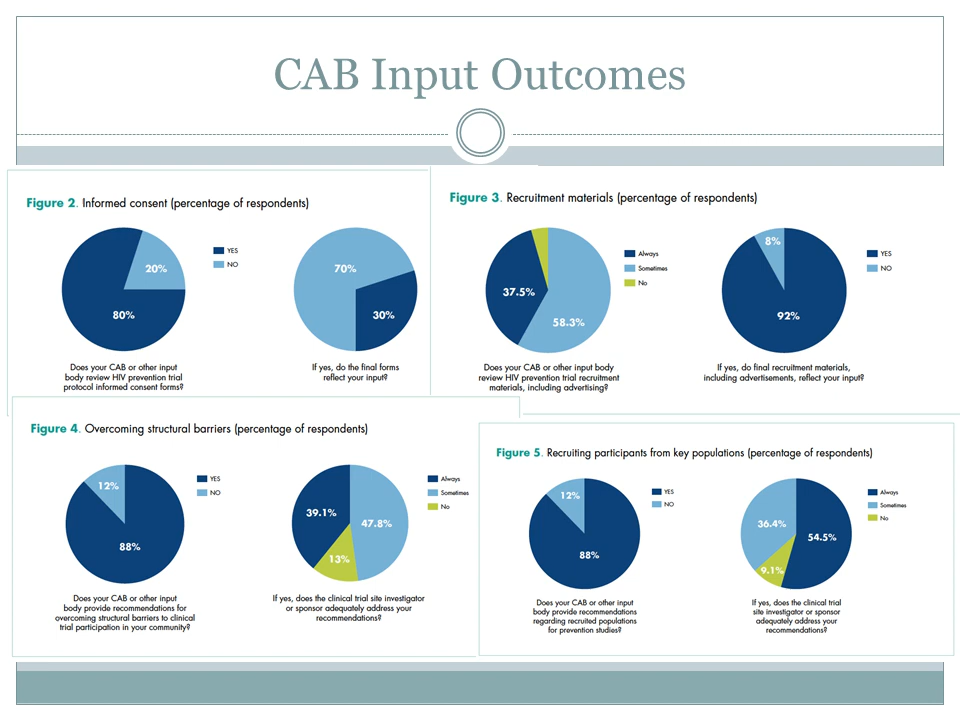 CAB Input Outcomes
Figure 2. Informed consent (percentage of respondents)
YES
NO
20%
80%
70%
30%
Does your CAB or other input
body review HIV prevention trial
protocol informed consent forms?
If yes, do the final forms
reflect your input?
Figure 3. Recruitment materials (percentage of respondents)
Always
Sometimes
No
37.5%
58.3%
8%
92%
YES
NO
Does your CAB or other input body
review HIV prevention trial recruitment
materials, including advertising?
If yes, do final recruitment materials,
including advertisements, reflect your input?
Figure 4. Overcoming structural barriers (percentage of respondents)
12%
88%
YES
NO
39.1%
47.8%
13%
Always
Sometimes
No
Does your CAB or other input
body provide recommendations for
overcoming structural barriers to clinical
trial participation in your community?
If yes, does the clinical trial site investigator
or sponsor adequately address your
recommendations?
Figure 5. Recruiting participants from key populations (percentage of respondents)
12%
88%
YES
NO
36.4%
54.5%
9.1%
Always
Sometimes
No
Does your CAB or other input
body provide recommendations
regarding recruited populations
for prevention studies?
If yes, does the clinical trial
site investigator or sponsor
adequately address your
recommendations?